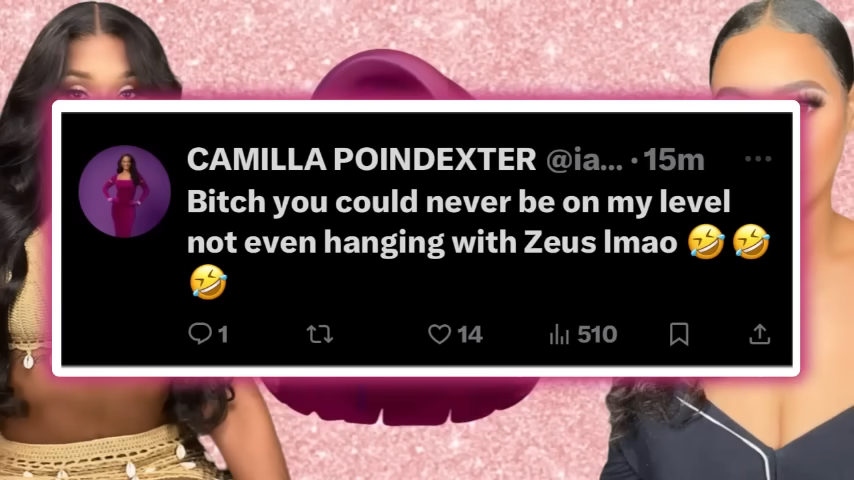 CAMILLA POINDEXTER @ia... · 15m
Bitch you could never be on my level
not even hanging with Zeus lmao 🤣🤣
🤣
1 14 510